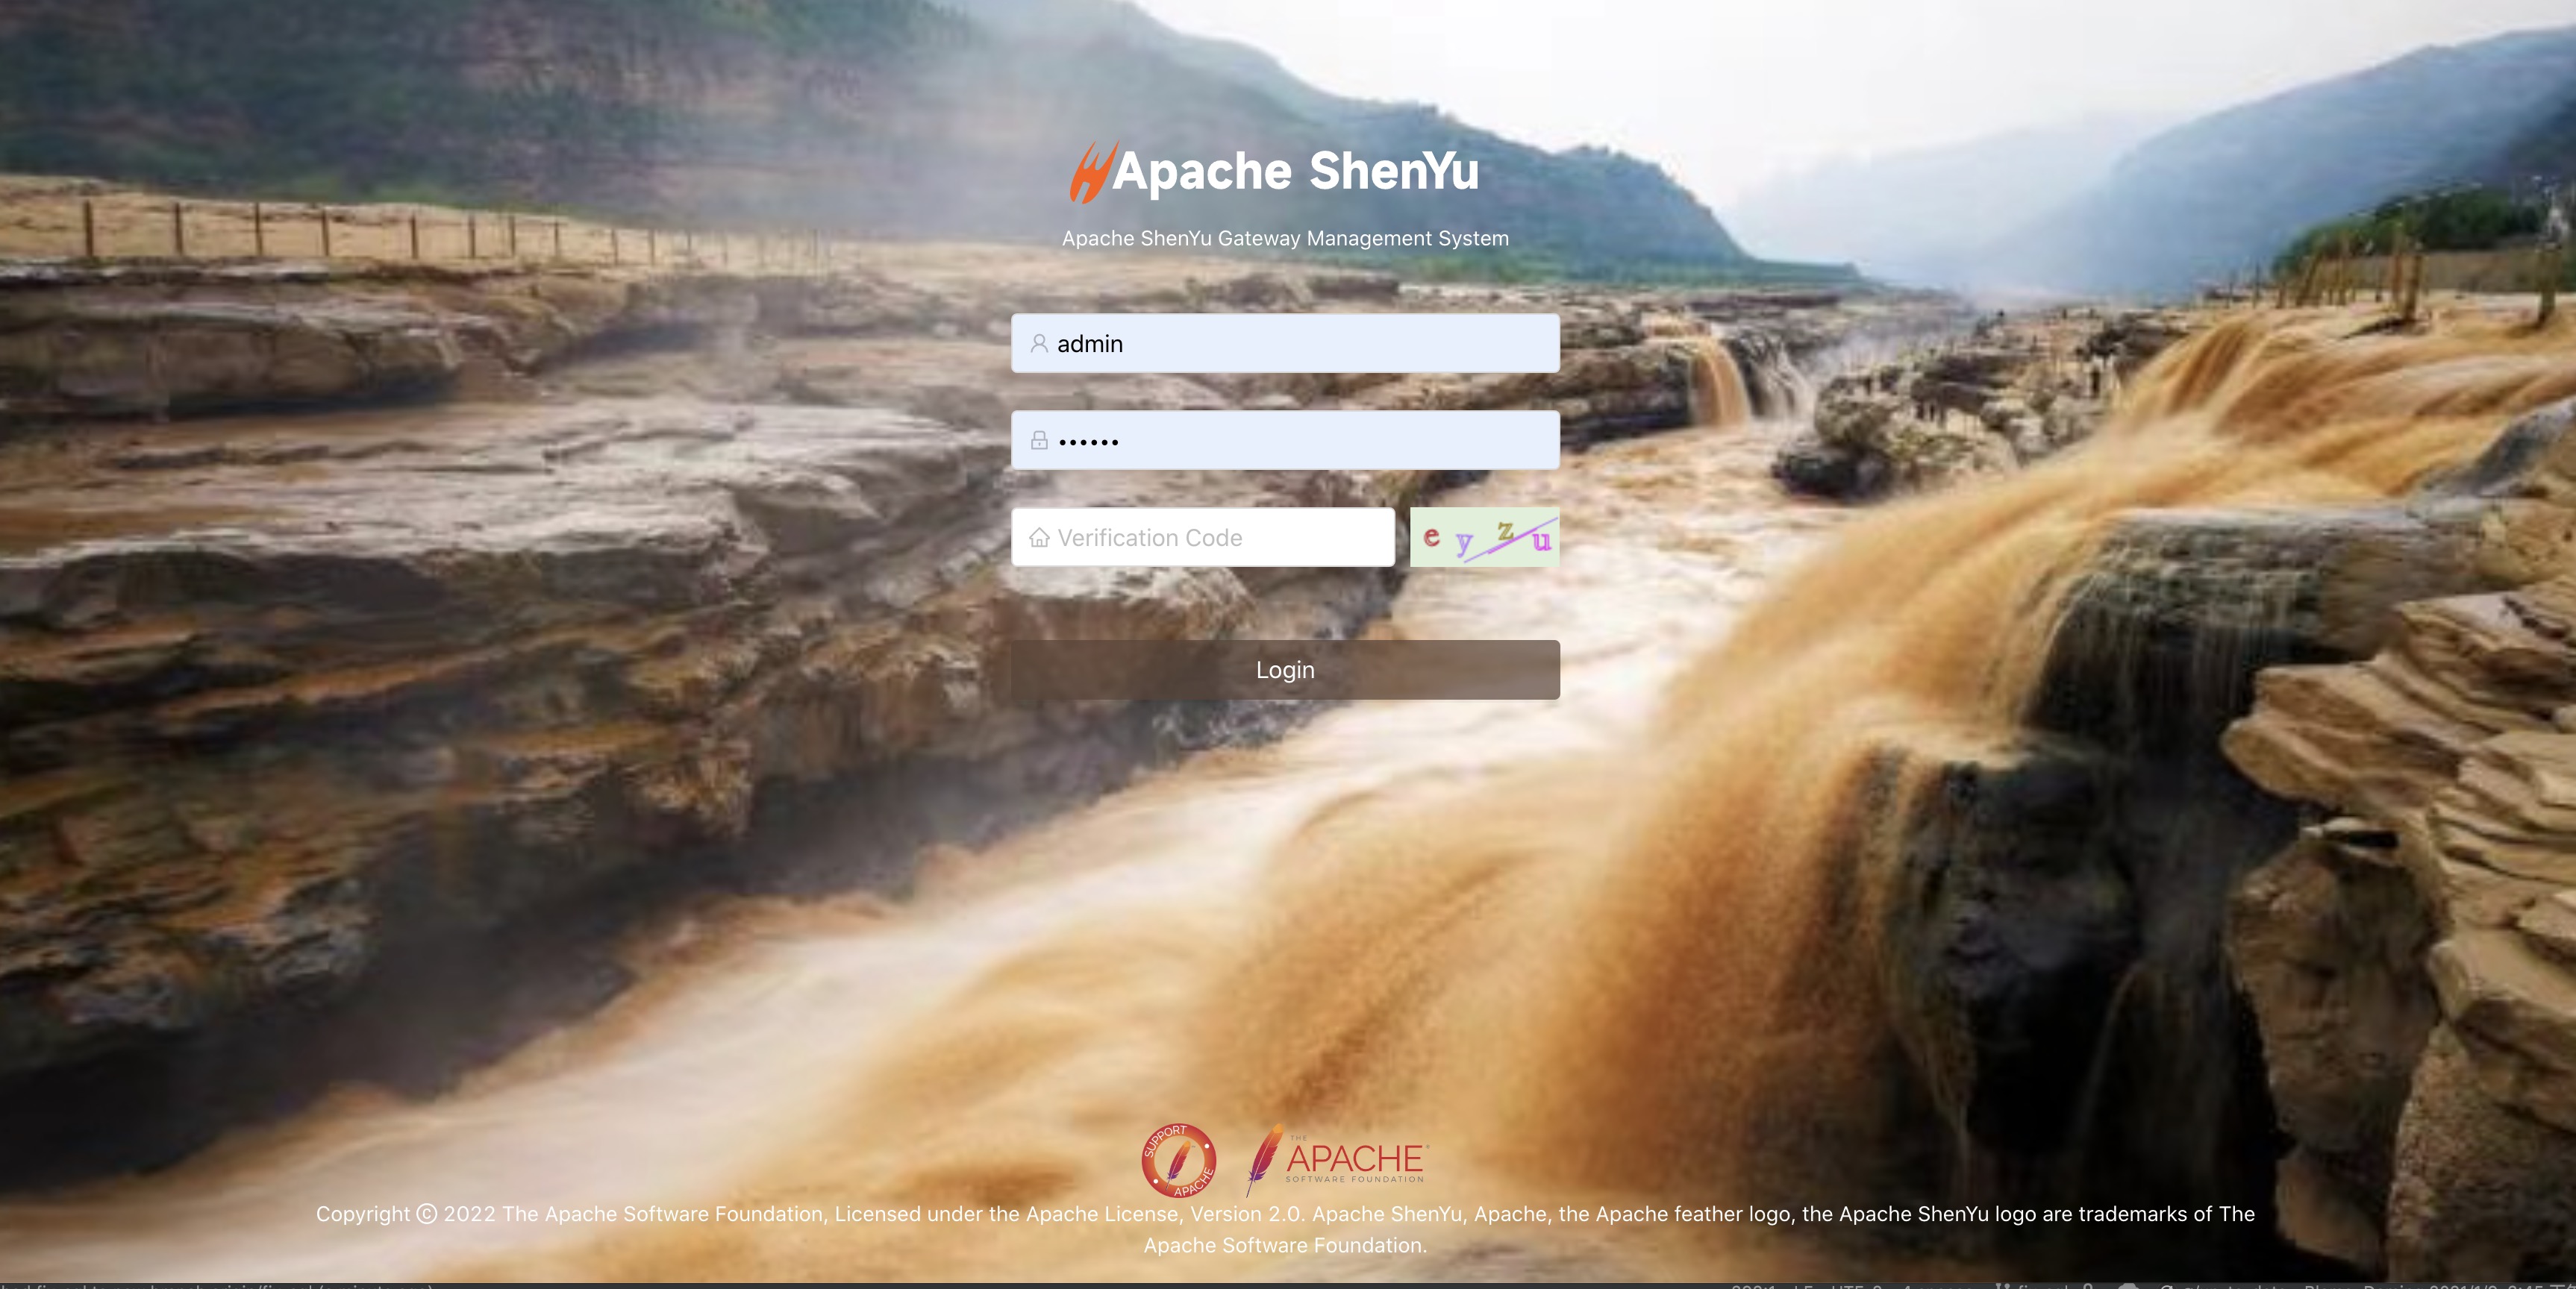 Apache ShenYu
Apache ShenYu Gateway Management System
admin
Verification Code
e y z u
Login
SUPPORT APACHE
THE
APACHE
SOFTWARE FOUNDATION
Copyright © 2022 The Apache Software Foundation, Licensed under the Apache License, Version 2.0. Apache ShenYu, Apache, the Apache feather logo, the Apache ShenYu logo are trademarks of The
Apache Software Foundation.